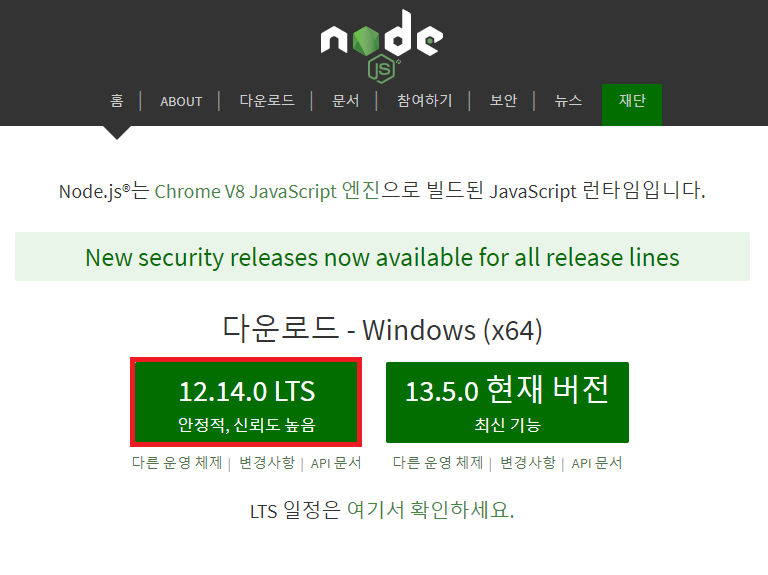 node
JS
홈 | ABOUT | 다운로드 | 문서 | 참여하기 | 보안 | 뉴스 재단
Node.js®는 Chrome V8 JavaScript 엔진으로 빌드된 JavaScript 런타임입니다.
New security releases now available for all release lines
다운로드 - Windows (x64)
12.14.0 LTS
안정적, 신뢰도 높음
다른 운영 체제 | 변경사항 | API 문서
13.5.0 현재 버전
최신 기능
다른 운영 체제 | 변경사항 | API 문서
LTS 일정은 여기서 확인하세요.